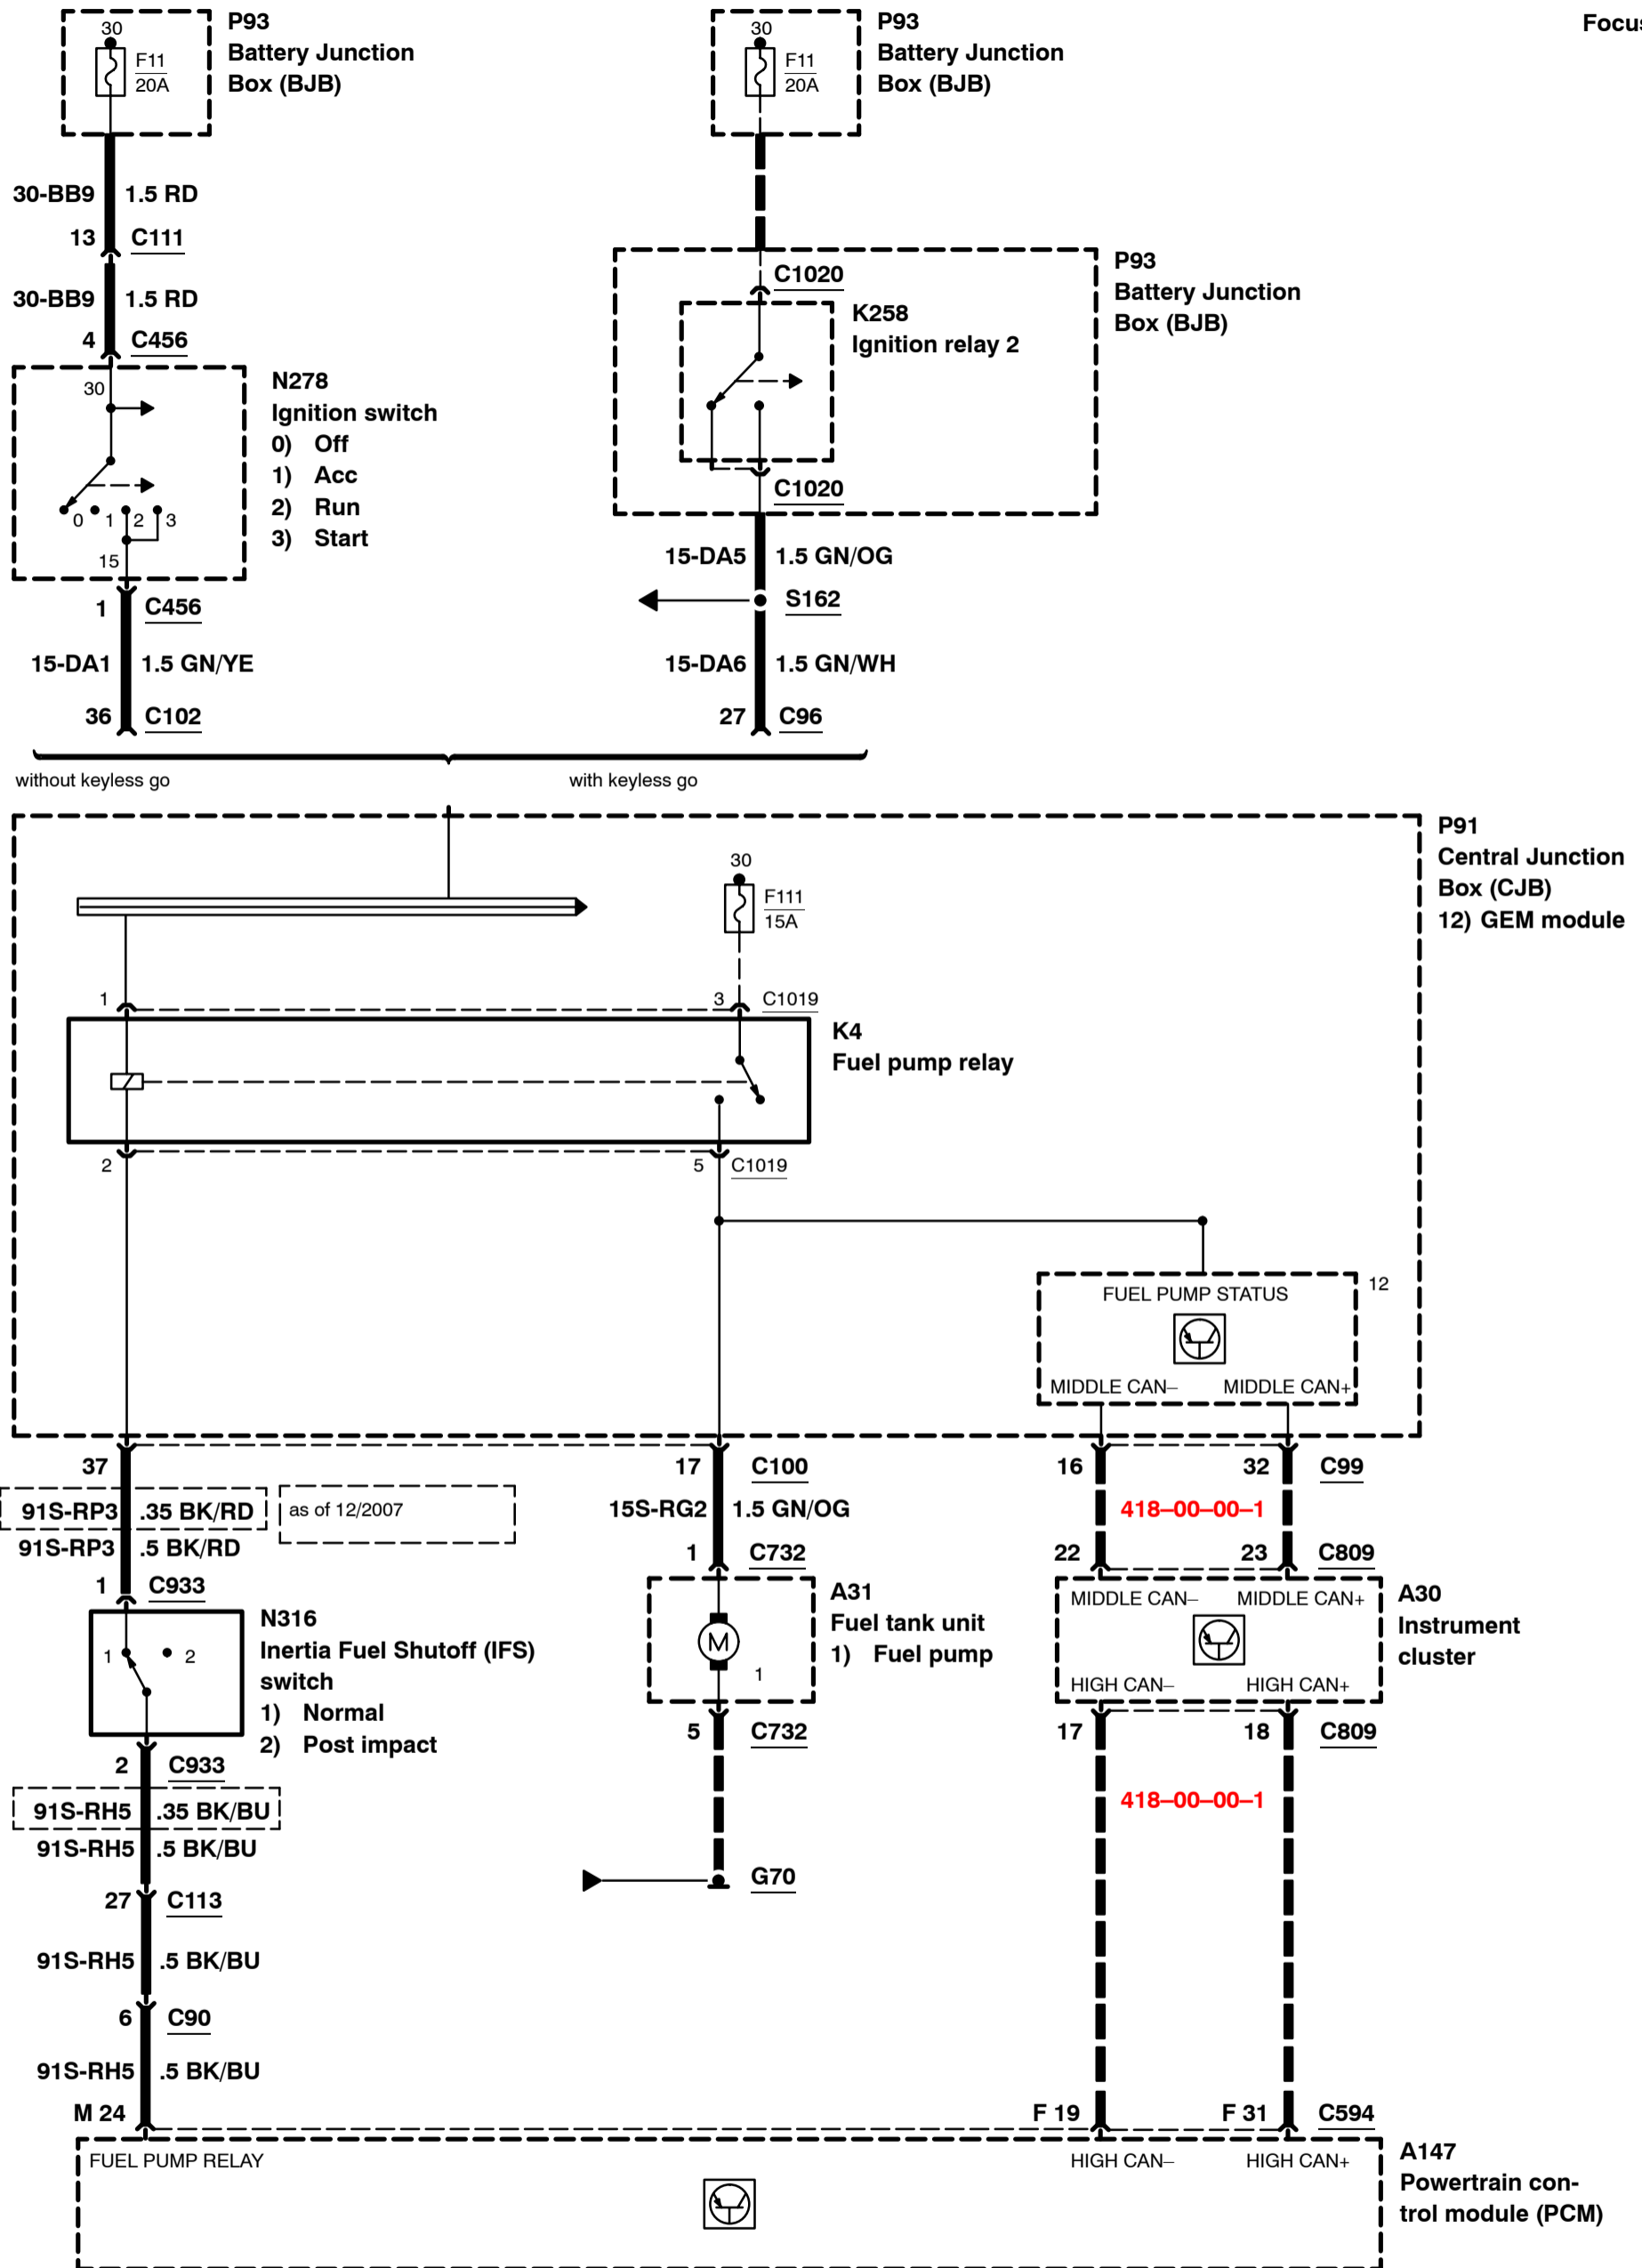 Focus
30
F11
20A
P93
Battery Junction
Box (BJB)
30
F11
20A
P93
Battery Junction
Box (BJB)
30-BB9 1.5 RD
13 C111
30-BB9 1.5 RD
4 C456
30
0 1 2 3
15
N278
Ignition switch
0) Off
1) Acc
2) Run
3) Start
1 C456
15-DA1 1.5 GN/YE
36 C102
C1020
K258
Ignition relay 2
P93
Battery Junction
Box (BJB)
C1020
15-DA5 1.5 GN/OG
S162
15-DA6 1.5 GN/WH
27 C96
without keyless go
with keyless go
P91
Central Junction
Box (CJB)
12) GEM module
30
F111
15A
1
3 C1019
K4
Fuel pump relay
2
5 C1019
12
FUEL PUMP STATUS
MIDDLE CAN– MIDDLE CAN+
37
17 C100
16 32 C99
91S-RP3 .35 BK/RD
as of 12/2007
91S-RP3 .5 BK/RD
15S-RG2 1.5 GN/OG
418–00–00–1
1 C933
1 C732
22 23 C809
1 2
N316
Inertia Fuel Shutoff (IFS)
switch
1) Normal
2) Post impact
M
1
A31
Fuel tank unit
1) Fuel pump
MIDDLE CAN– MIDDLE CAN+
HIGH CAN– HIGH CAN+
A30
Instrument
cluster
2 C933
5 C732
17 18 C809
91S-RH5 .35 BK/BU
91S-RH5 .5 BK/BU
418–00–00–1
G70
27 C113
91S-RH5 .5 BK/BU
6 C90
91S-RH5 .5 BK/BU
M 24
F 19 F 31 C594
FUEL PUMP RELAY
HIGH CAN– HIGH CAN+
A147
Powertrain con-
trol module (PCM)